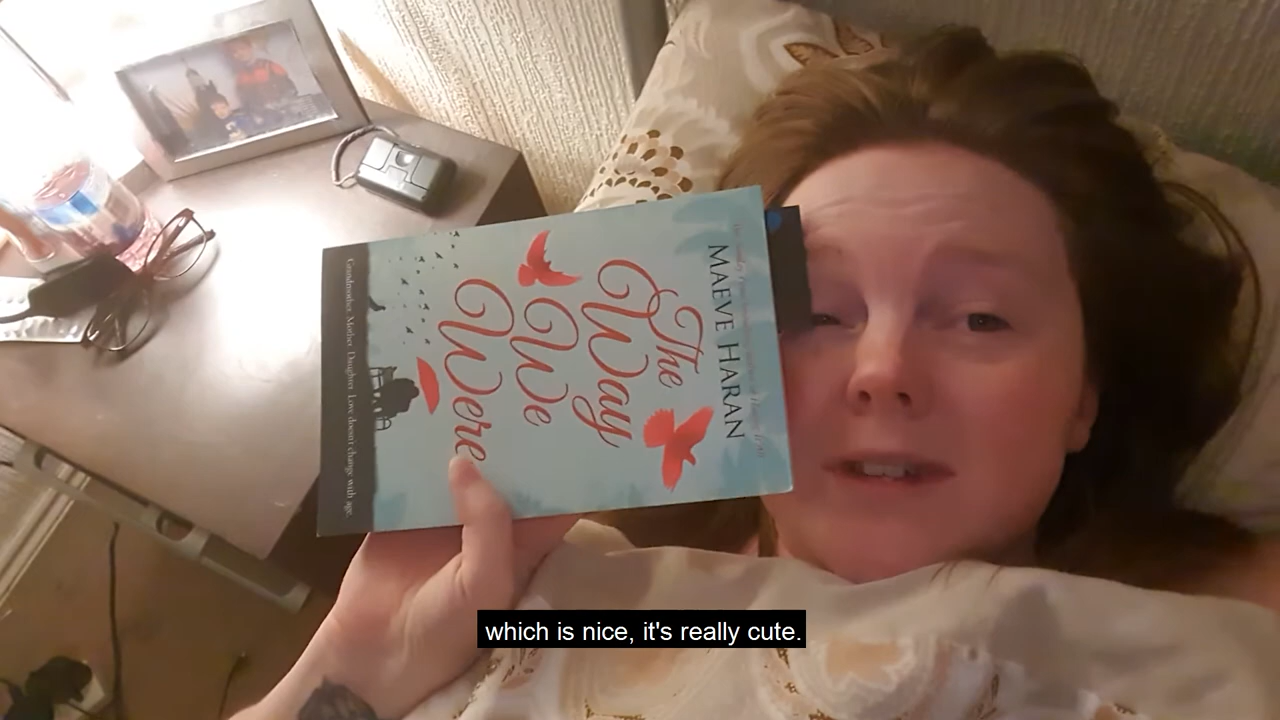 MAEVE HARAN
The
Way
We
Were
Grandmother. Mother. Daughter. Love doesn't change with age.
which is nice, it's really cute.